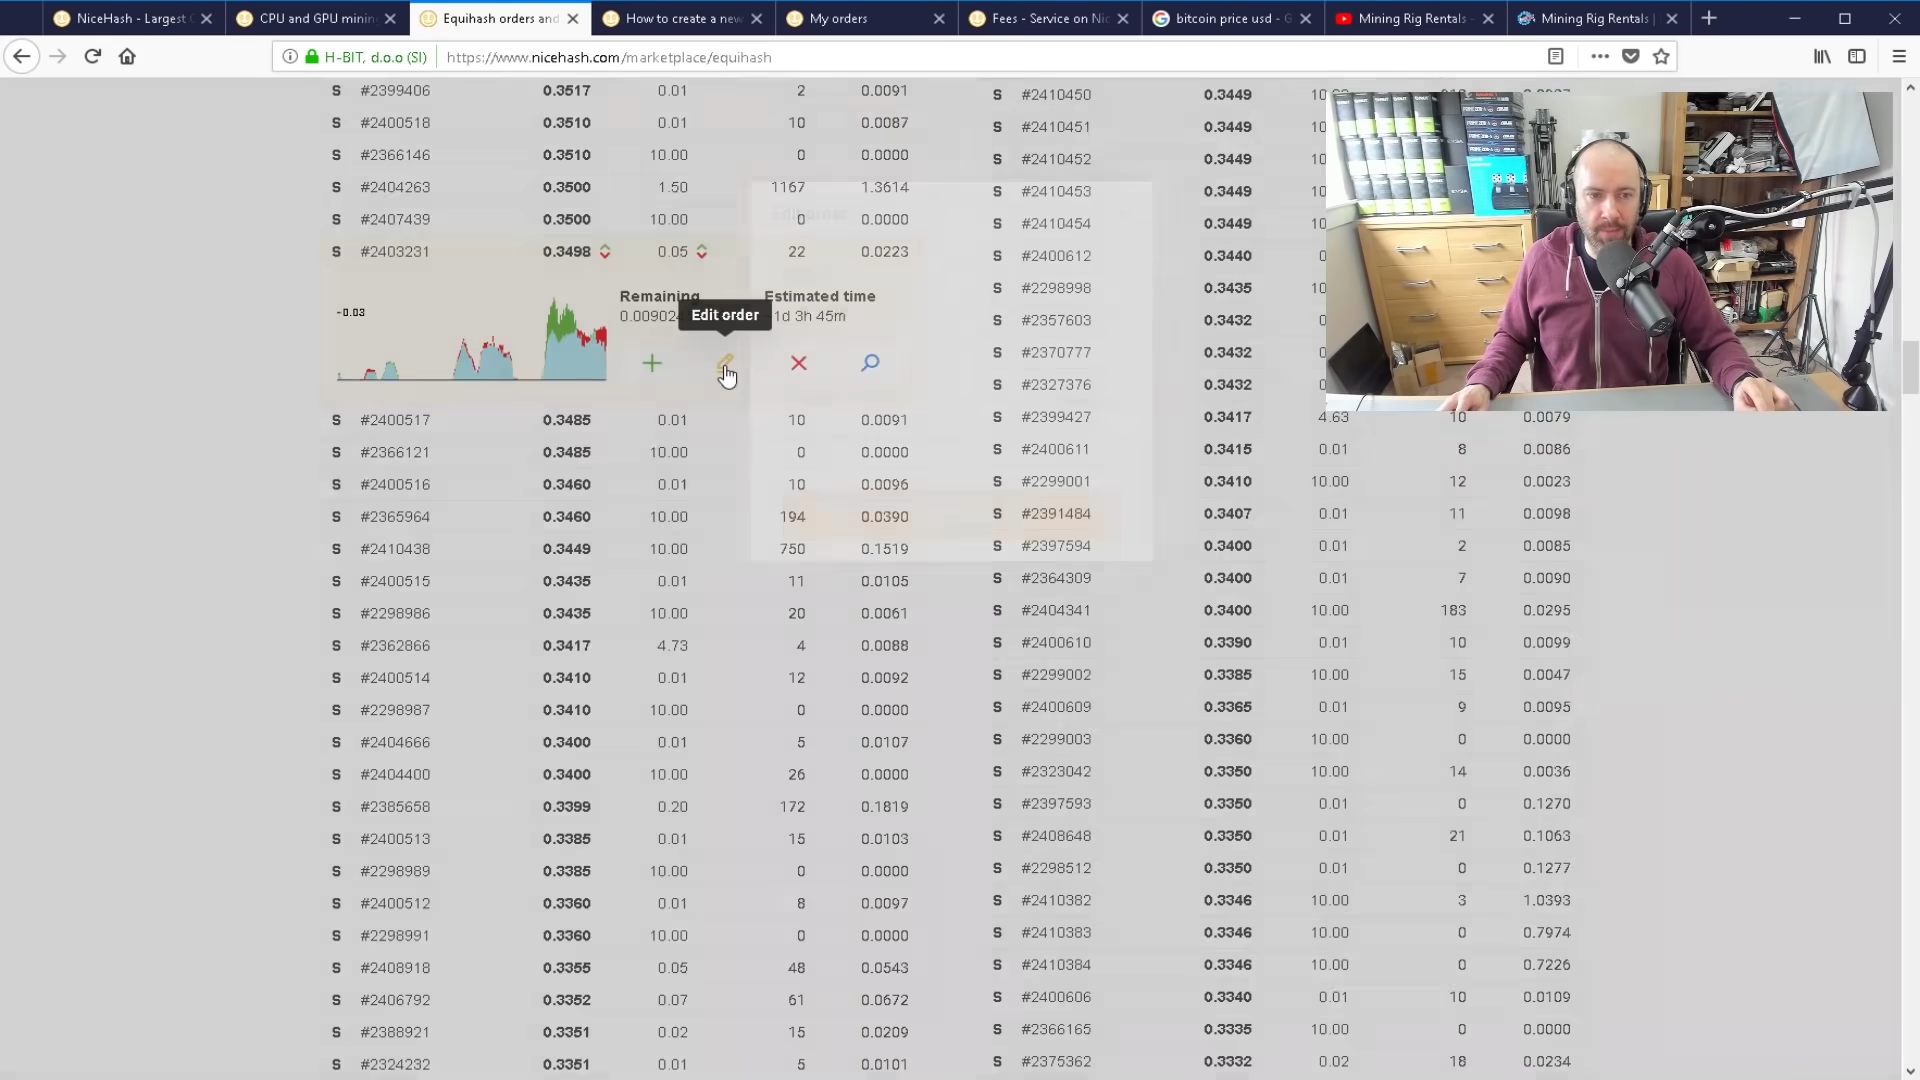 NiceHash - Largest C
CPU and GPU minin
Equihash orders and
How to create a new
My orders
Fees - Service on Nic
bitcoin price usd - G
Mining Rig Rentals -
Mining Rig Rentals |
H-BIT, d.o.o (SI)
https://www.nicehash.com/marketplace/equihash
S #2399406 0.3517 0.01 2 0.0091
S #2400518 0.3510 0.01 10 0.0087
S #2366146 0.3510 10.00 0 0.0000
S #2404263 0.3500 1.50 1167 1.3614
S #2407439 0.3500 10.00 0 0.0000
S #2403231 0.3498 0.05 22 0.0223
-0.03
Remaining
0.00902
Edit order
Estimated time
1d 3h 45m
S #2400517 0.3485 0.01 10 0.0091
S #2366121 0.3485 10.00 0 0.0000
S #2400516 0.3460 0.01 10 0.0096
S #2365964 0.3460 10.00 194 0.0390
S #2410438 0.3449 10.00 750 0.1519
S #2400515 0.3435 0.01 11 0.0105
S #2298986 0.3435 10.00 20 0.0061
S #2362866 0.3417 4.73 4 0.0088
S #2400514 0.3410 0.01 12 0.0092
S #2298987 0.3410 10.00 0 0.0000
S #2404666 0.3400 0.01 5 0.0107
S #2404400 0.3400 10.00 26 0.0000
S #2385658 0.3399 0.20 172 0.1819
S #2400513 0.3385 0.01 15 0.0103
S #2298989 0.3385 10.00 0 0.0000
S #2400512 0.3360 0.01 8 0.0097
S #2298991 0.3360 10.00 0 0.0000
S #2408918 0.3355 0.05 48 0.0543
S #2406792 0.3352 0.07 61 0.0672
S #2388921 0.3351 0.02 15 0.0209
S #2324232 0.3351 0.01 5 0.0101
S #2410450 0.3449 10
S #2410451 0.3449 10
S #2410452 0.3449 10
S #2410453 0.3449 10
S #2410454 0.3449 10
S #2400612 0.3440 0
S #2298998 0.3435 10
S #2357603 0.3432 0
S #2370777 0.3432 0
S #2327376 0.3432 0
S #2399427 0.3417 4.63 10 0.0079
S #2400611 0.3415 0.01 8 0.0086
S #2299001 0.3410 10.00 12 0.0023
S #2391484 0.3407 0.01 11 0.0098
S #2397594 0.3400 0.01 2 0.0085
S #2364309 0.3400 0.01 7 0.0090
S #2404341 0.3400 10.00 183 0.0295
S #2400610 0.3390 0.01 10 0.0099
S #2299002 0.3385 10.00 15 0.0047
S #2400609 0.3365 0.01 9 0.0095
S #2299003 0.3360 10.00 0 0.0000
S #2323042 0.3350 10.00 14 0.0036
S #2397593 0.3350 0.01 0 0.1270
S #2408648 0.3350 0.01 21 0.1063
S #2298512 0.3350 0.01 0 0.1277
S #2410382 0.3346 10.00 3 1.0393
S #2410383 0.3346 10.00 0 0.7974
S #2410384 0.3346 10.00 0 0.7226
S #2400606 0.3340 0.01 10 0.0109
S #2366165 0.3335 10.00 0 0.0000
S #2375362 0.3332 0.02 18 0.0234